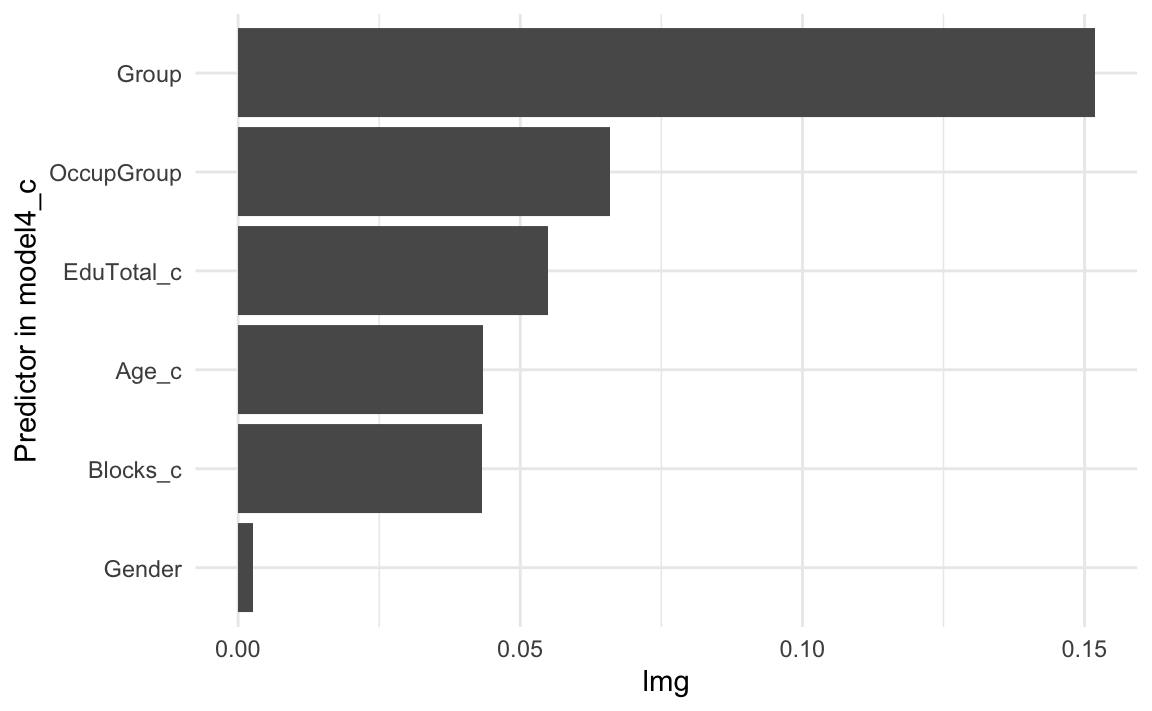 Predictor in model4_c
Group
OccupGroup
EduTotal_c
Age_c
Blocks_c
Gender
0.00
0.05
0.10
0.15
lmg